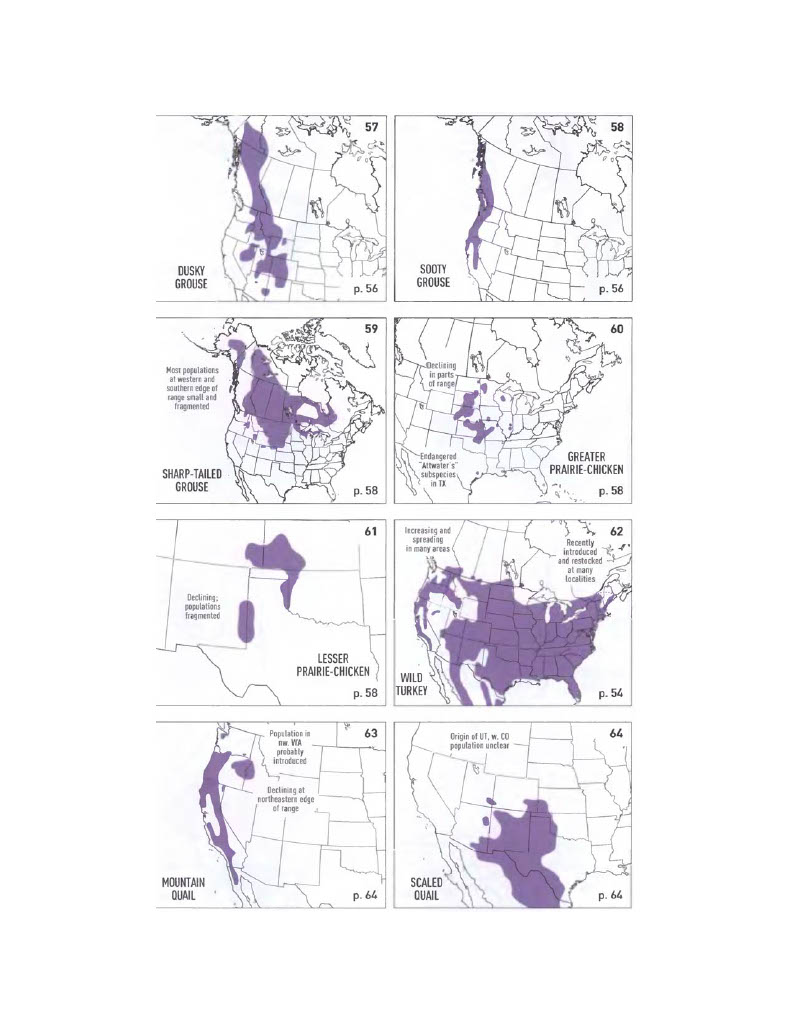 57
DUSKY
GROUSE
p. 56
58
SOOTY
GROUSE
p. 56
59
Most populations
at western and
southern edge of
range small and
fragmented
SHARP-TAILED
GROUSE
p. 58
60
Declining
in parts
of range
Endangered
"Attwater's"
subspecies
in TX
GREATER
PRAIRIE-CHICKEN
p. 58
61
Declining;
populations
fragmented
LESSER
PRAIRIE-CHICKEN
p. 58
62
Increasing and
spreading
in many areas
Recently
introduced
and restocked
at many
localities
WILD
TURKEY
p. 54
63
Population in
nw. WA
probably
introduced
Declining at
northeastern edge
of range
MOUNTAIN
QUAIL
p. 64
64
Origin of UT, w. CO
population unclear
SCALED
QUAIL
p. 64